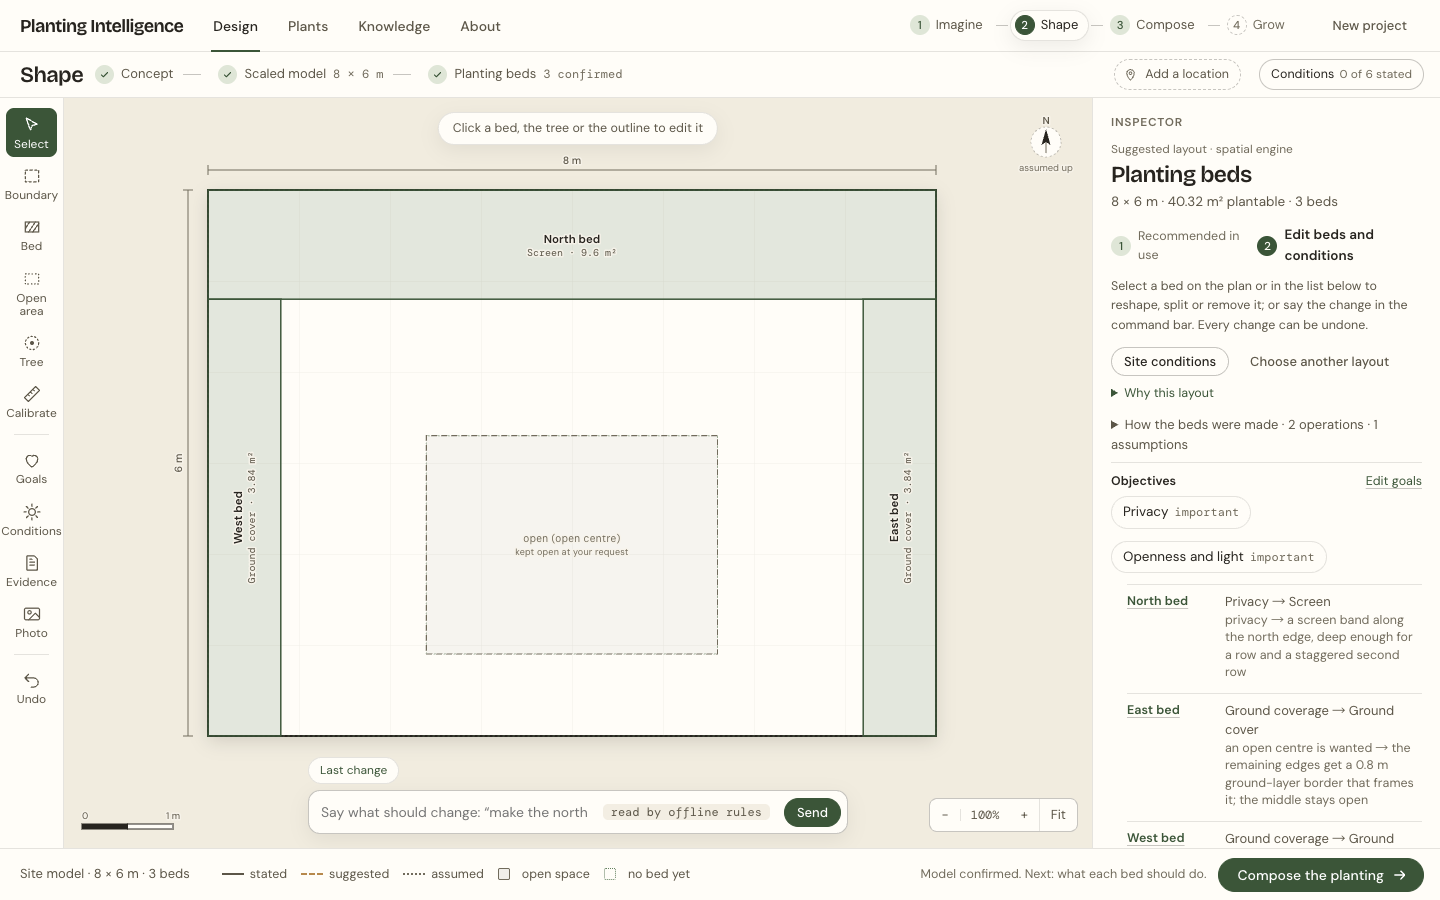 Planting Intelligence
Design
Plants
Knowledge
About
1 Imagine
2 Shape
3 Compose
4 Grow
New project
Shape
Concept
Scaled model 8 × 6 m
Planting beds 3 confirmed
Add a location
Conditions 0 of 6 stated
Select
Boundary
Bed
Open
area
Tree
Calibrate
Goals
Conditions
Evidence
Photo
Undo
Click a bed, the tree or the outline to edit it
N
assumed up
8 m
6 m
North bed
Screen · 9.6 m²
West bed
Ground cover · 3.84 m²
East bed
Ground cover · 3.84 m²
open (open centre)
kept open at your request
Last change
Say what should change: “make the north
read by offline rules
Send
0 1 m
− 100% + Fit
INSPECTOR
Suggested layout · spatial engine
Planting beds
8 × 6 m · 40.32 m² plantable · 3 beds
1 Recommended in
use
2 Edit beds and
conditions
Select a bed on the plan or in the list below to
reshape, split or remove it; or say the change in the
command bar. Every change can be undone.
Site conditions
Choose another layout
Why this layout
How the beds were made · 2 operations · 1
assumptions
Objectives
Edit goals
Privacy important
Openness and light important
North bed
Privacy → Screen
privacy → a screen band along
the north edge, deep enough for
a row and a staggered second
row
East bed
Ground coverage → Ground
cover
an open centre is wanted → the
remaining edges get a 0.8 m
ground-layer border that frames
it; the middle stays open
West bed
Ground coverage → Ground
Site model · 8 × 6 m · 3 beds
stated
suggested
assumed
open space
no bed yet
Model confirmed. Next: what each bed should do.
Compose the planting →